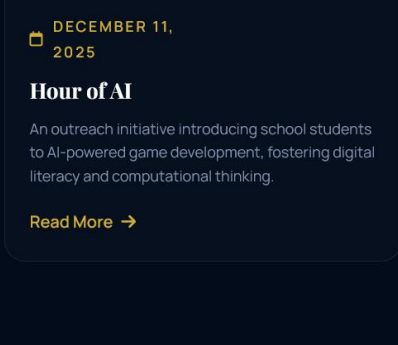 DECEMBER 11,
2025
Hour of AI
An outreach initiative introducing school students
to AI-powered game development, fostering digital
literacy and computational thinking.
Read More →